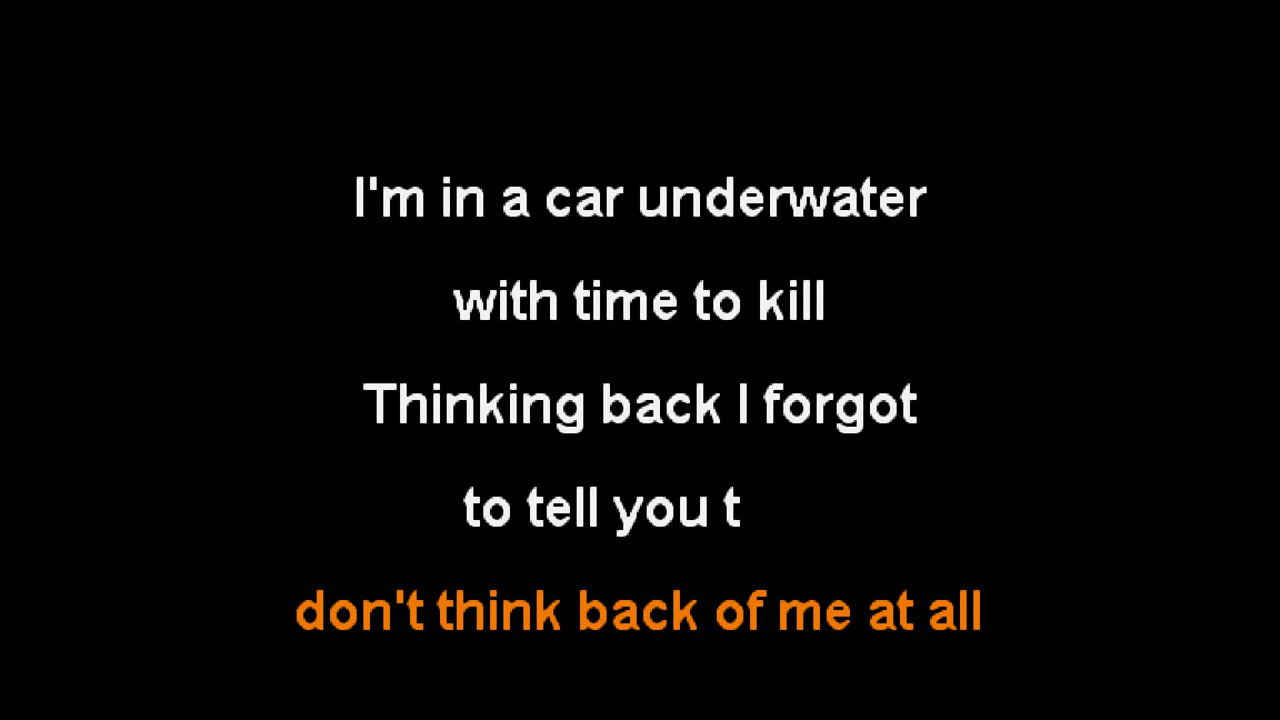 I'm in a car underwater
with time to kill
Thinking back I forgot
to tell you t
don't think back of me at all